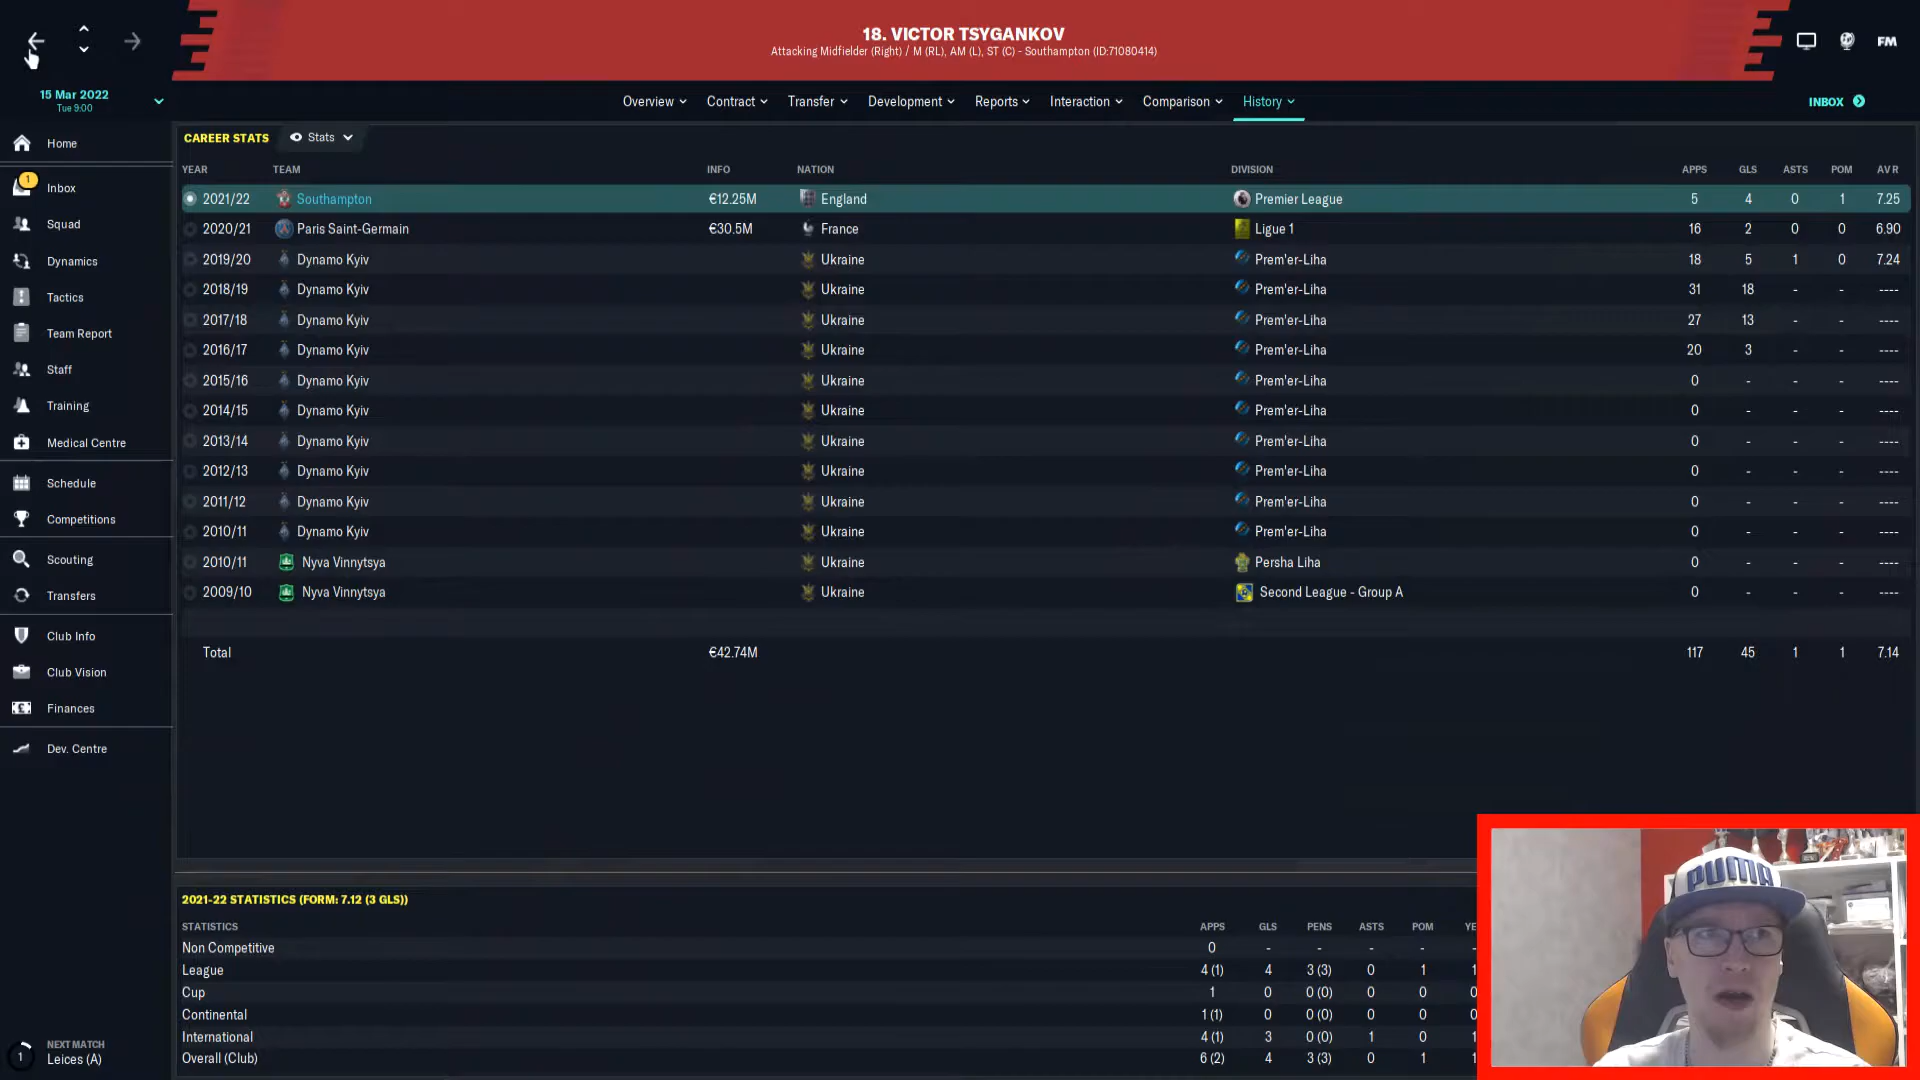 18. VICTOR TSYGANKOV
Attacking Midfielder (Right) / M (RL), AM (L), ST (C) - Southampton (ID:71080414)
FM
15 Mar 2022
Tue 9:00
Overview Contract Transfer Development Reports Interaction Comparison History
INBOX
Home
1
Inbox
Squad
Dynamics
Tactics
Team Report
Staff
Training
Medical Centre
Schedule
Competitions
Scouting
Transfers
Club Info
Club Vision
Finances
Dev. Centre
1
NEXT MATCH
Leices (A)
CAREER STATS Stats
YEAR TEAM INFO NATION DIVISION APPS GLS ASTS POM AV R
2021/22 Southampton €12.25M England Premier League 5 4 0 1 7.25
2020/21 Paris Saint-Germain €30.5M France Ligue 1 16 2 0 0 6.90
2019/20 Dynamo Kyiv Ukraine Prem'er-Liha 18 5 1 0 7.24
2018/19 Dynamo Kyiv Ukraine Prem'er-Liha 31 18 - - ----
2017/18 Dynamo Kyiv Ukraine Prem'er-Liha 27 13 - - ----
2016/17 Dynamo Kyiv Ukraine Prem'er-Liha 20 3 - - ----
2015/16 Dynamo Kyiv Ukraine Prem'er-Liha 0 - - - ----
2014/15 Dynamo Kyiv Ukraine Prem'er-Liha 0 - - - ----
2013/14 Dynamo Kyiv Ukraine Prem'er-Liha 0 - - - ----
2012/13 Dynamo Kyiv Ukraine Prem'er-Liha 0 - - - ----
2011/12 Dynamo Kyiv Ukraine Prem'er-Liha 0 - - - ----
2010/11 Dynamo Kyiv Ukraine Prem'er-Liha 0 - - - ----
2010/11 Nyva Vinnytsya Ukraine Persha Liha 0 - - - ----
2009/10 Nyva Vinnytsya Ukraine Second League - Group A 0 - - - ----
Total €42.74M 117 45 1 1 7.14
2021-22 STATISTICS (FORM: 7.12 (3 GLS))
STATISTICS APPS GLS PENS ASTS POM YE
Non Competitive 0 - - - - -
League 4 (1) 4 3 (3) 0 1 1
Cup 1 0 0 (0) 0 0 0
Continental 1 (1) 0 0 (0) 0 0 0
International 4 (1) 3 0 (0) 1 0 1
Overall (Club) 6 (2) 4 3 (3) 0 1 1
PUMA